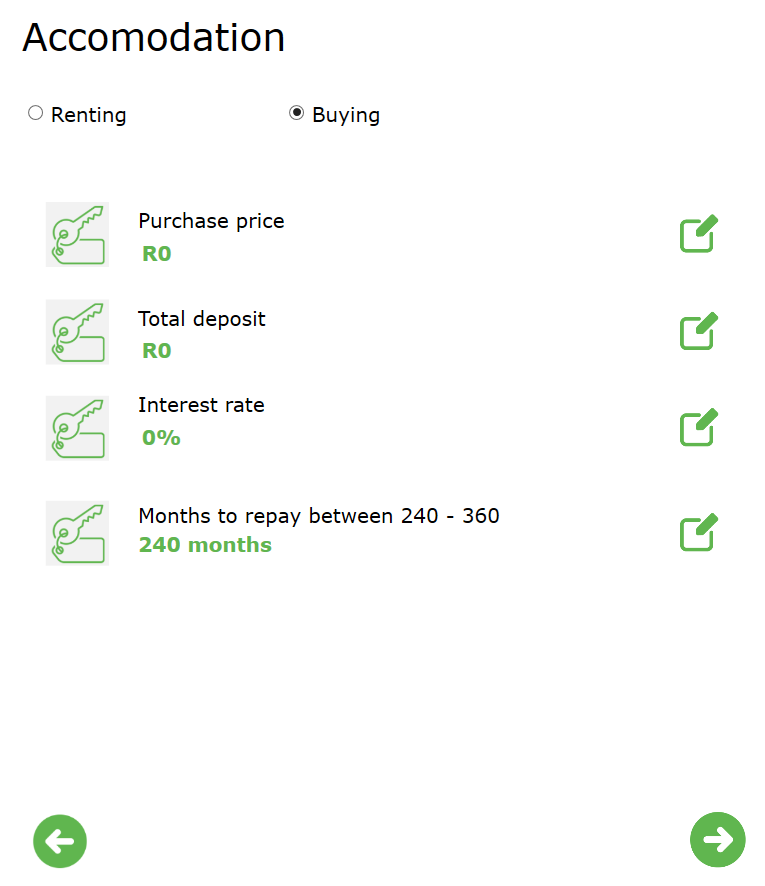 Accomodation
Renting
Buying
Purchase price
R0
Total deposit
R0
Interest rate
0%
Months to repay between 240 - 360
240 months